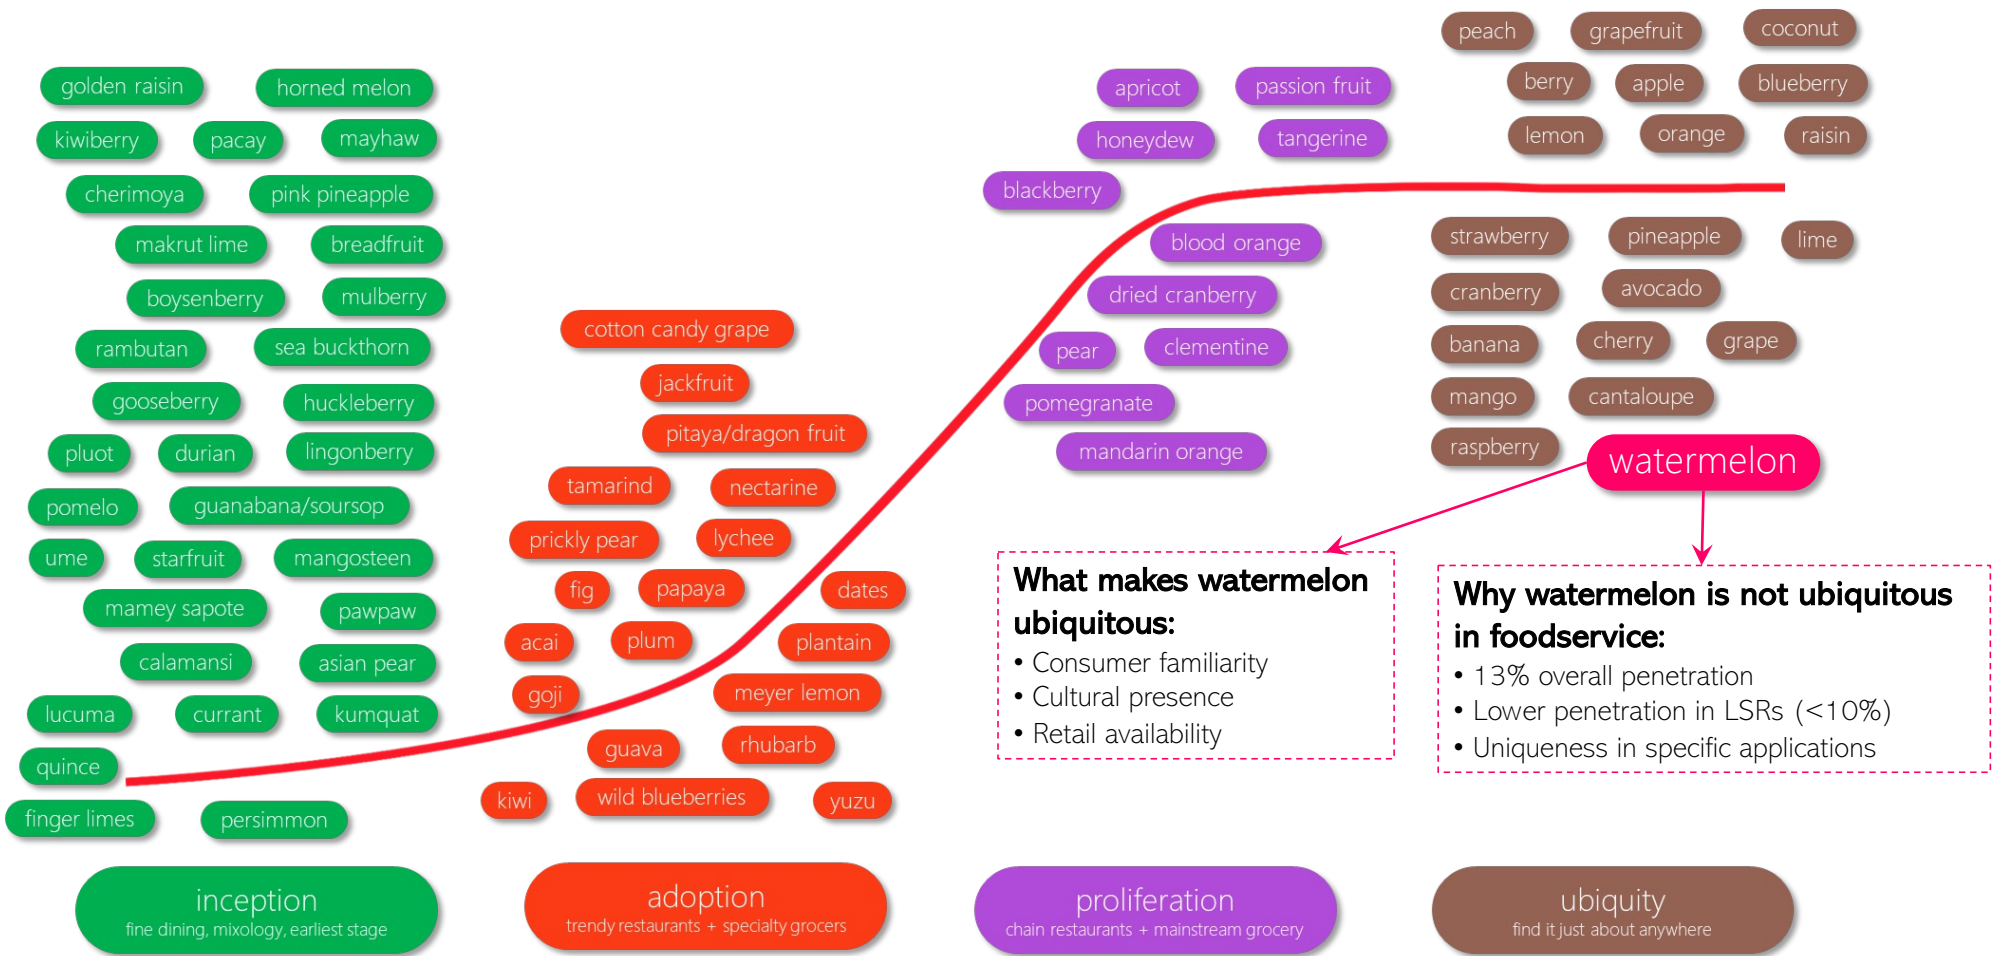 golden raisin
horned melon
kiwiberry
pacay
mayhaw
cherimoya
pink pineapple
makrut lime
breadfruit
boysenberry
mulberry
rambutan
sea buckthorn
gooseberry
huckleberry
pluot
durian
lingonberry
pomelo
guanabana/soursop
ume
starfruit
mangosteen
mamey sapote
pawpaw
calamansi
asian pear
lucuma
currant
kumquat
quince
finger limes
persimmon
inception
fine dining, mixology, earliest stage
cotton candy grape
jackfruit
pitaya/dragon fruit
tamarind
nectarine
prickly pear
lychee
fig
papaya
dates
acai
plum
plantain
goji
meyer lemon
guava
rhubarb
kiwi
wild blueberries
yuzu
adoption
trendy restaurants + specialty grocers
apricot
passion fruit
honeydew
tangerine
blackberry
blood orange
dried cranberry
pear
clementine
pomegranate
mandarin orange
What makes watermelon
ubiquitous:
• Consumer familiarity
• Cultural presence
• Retail availability
proliferation
chain restaurants + mainstream grocery
peach
grapefruit
coconut
berry
apple
blueberry
lemon
orange
raisin
strawberry
pineapple
lime
cranberry
avocado
banana
cherry
grape
mango
cantaloupe
raspberry
watermelon
Why watermelon is not ubiquitous
in foodservice:
• 13% overall penetration
• Lower penetration in LSRs (<10%)
• Uniqueness in specific applications
ubiquity
find it just about anywhere